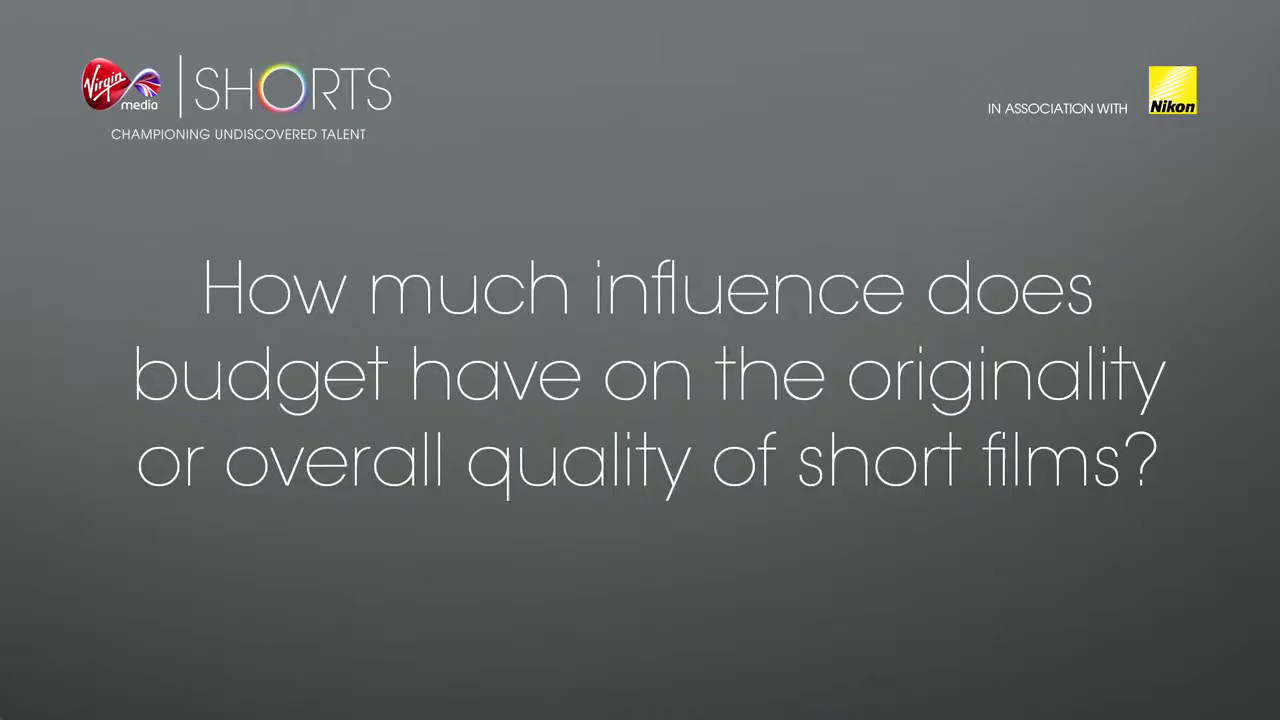 Virgin media | SHORTS
CHAMPIONING UNDISCOVERED TALENT
IN ASSOCIATION WITH Nikon
How much influence does
budget have on the originality
or overall quality of short films?